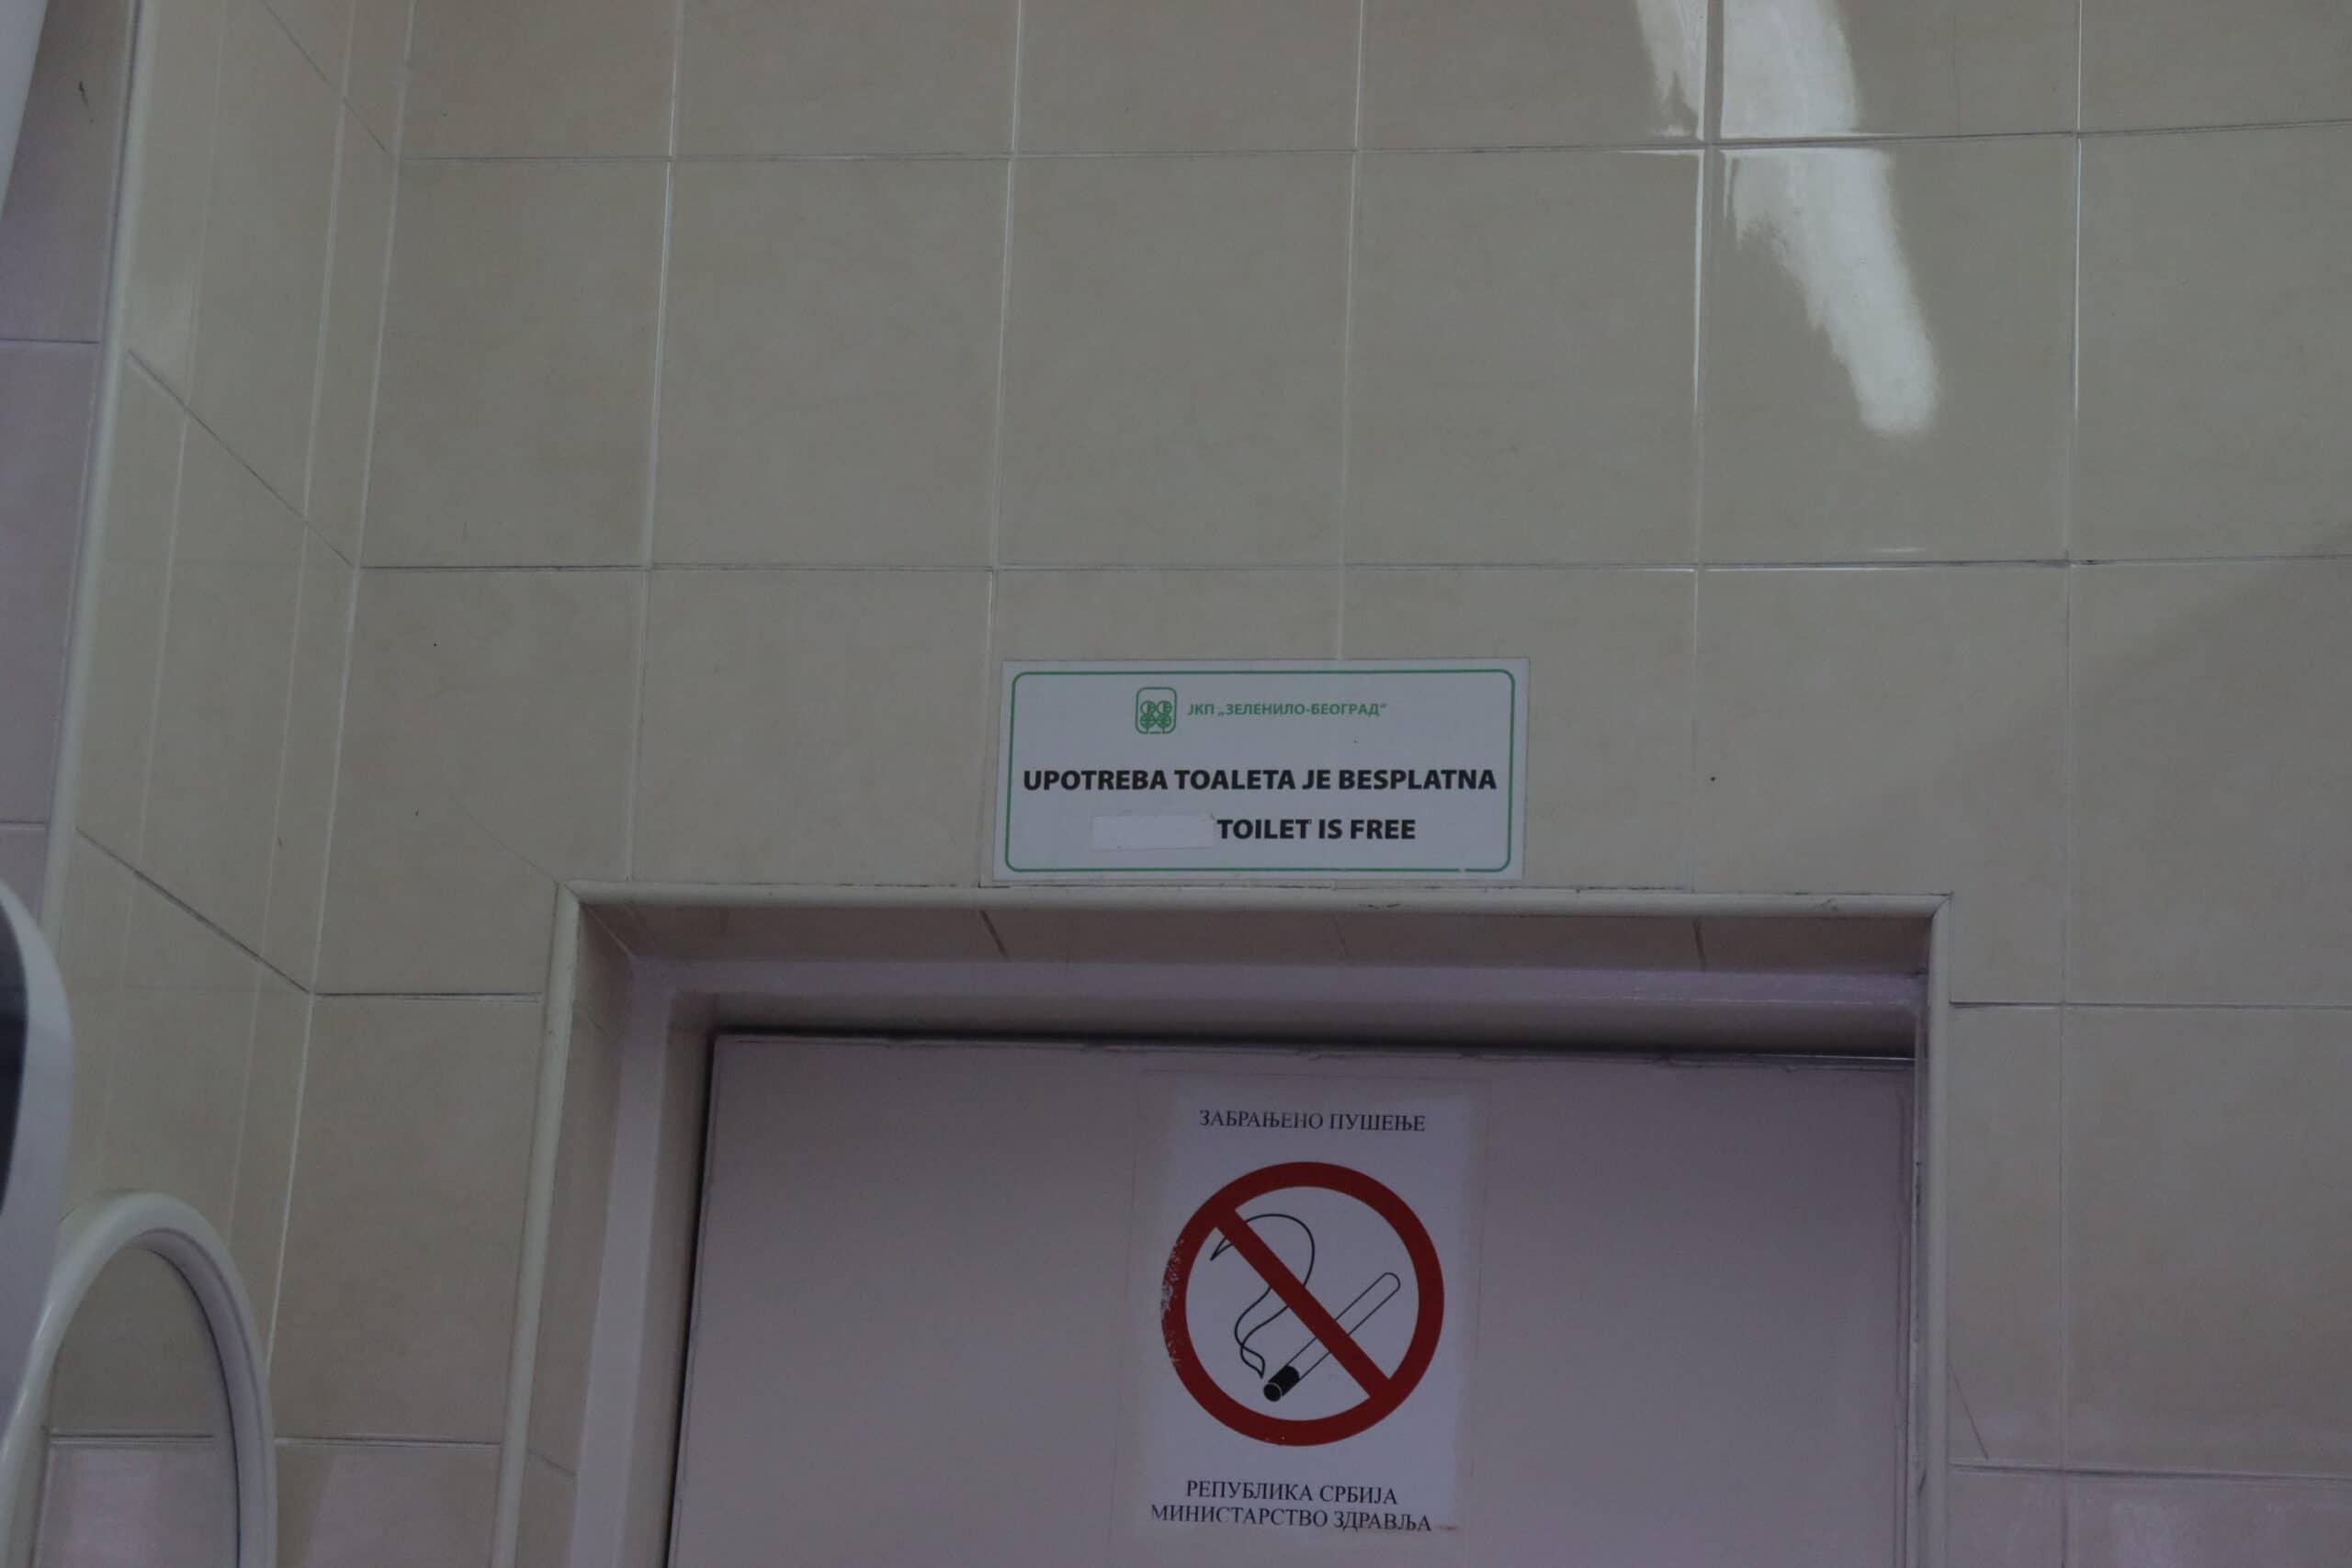 ЈКП „ЗЕЛЕНИЛО-БЕОГРАД“
UPOTREBA TOALETA JE BESPLATNA
TOILET IS FREE
ЗАБРАЊЕНО ПУШЕЊЕ
РЕПУБЛИКА СРБИЈА
МИНИСТАРСТВО ЗДРАВЉА